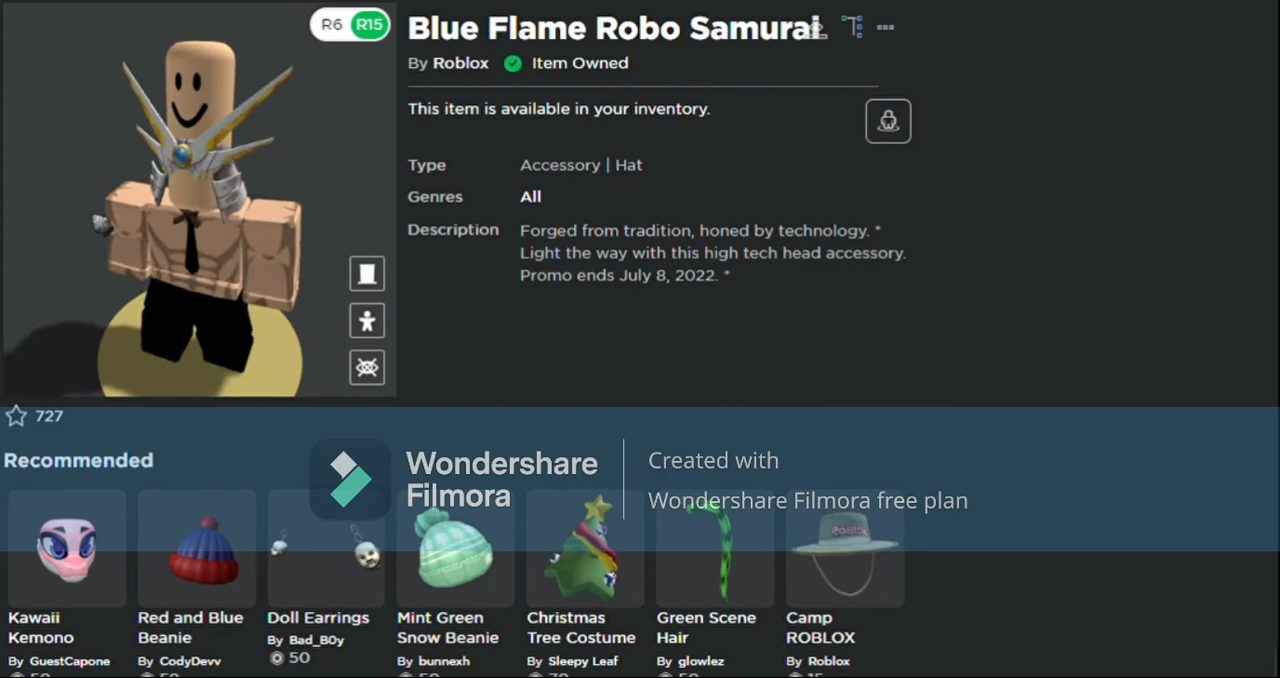 R6 R15
Blue Flame Robo Samurai
By Roblox Item Owned
This item is available in your inventory.
Type Accessory | Hat
Genres All
Description Forged from tradition, honed by technology. *
Light the way with this high tech head accessory.
Promo ends July 8, 2022. *
727
Recommended
Wondershare
Filmora
Created with
Wondershare Filmora free plan
ROBLOX
Kawaii
Kemono
By GuestCapone
Red and Blue
Beanie
By CodyDevv
Doll Earrings
By Bad_B0y
50
Mint Green
Snow Beanie
By bunnexh
Christmas
Tree Costume
By Sleepy Leaf
Green Scene
Hair
By glowlez
Camp
ROBLOX
By Roblox